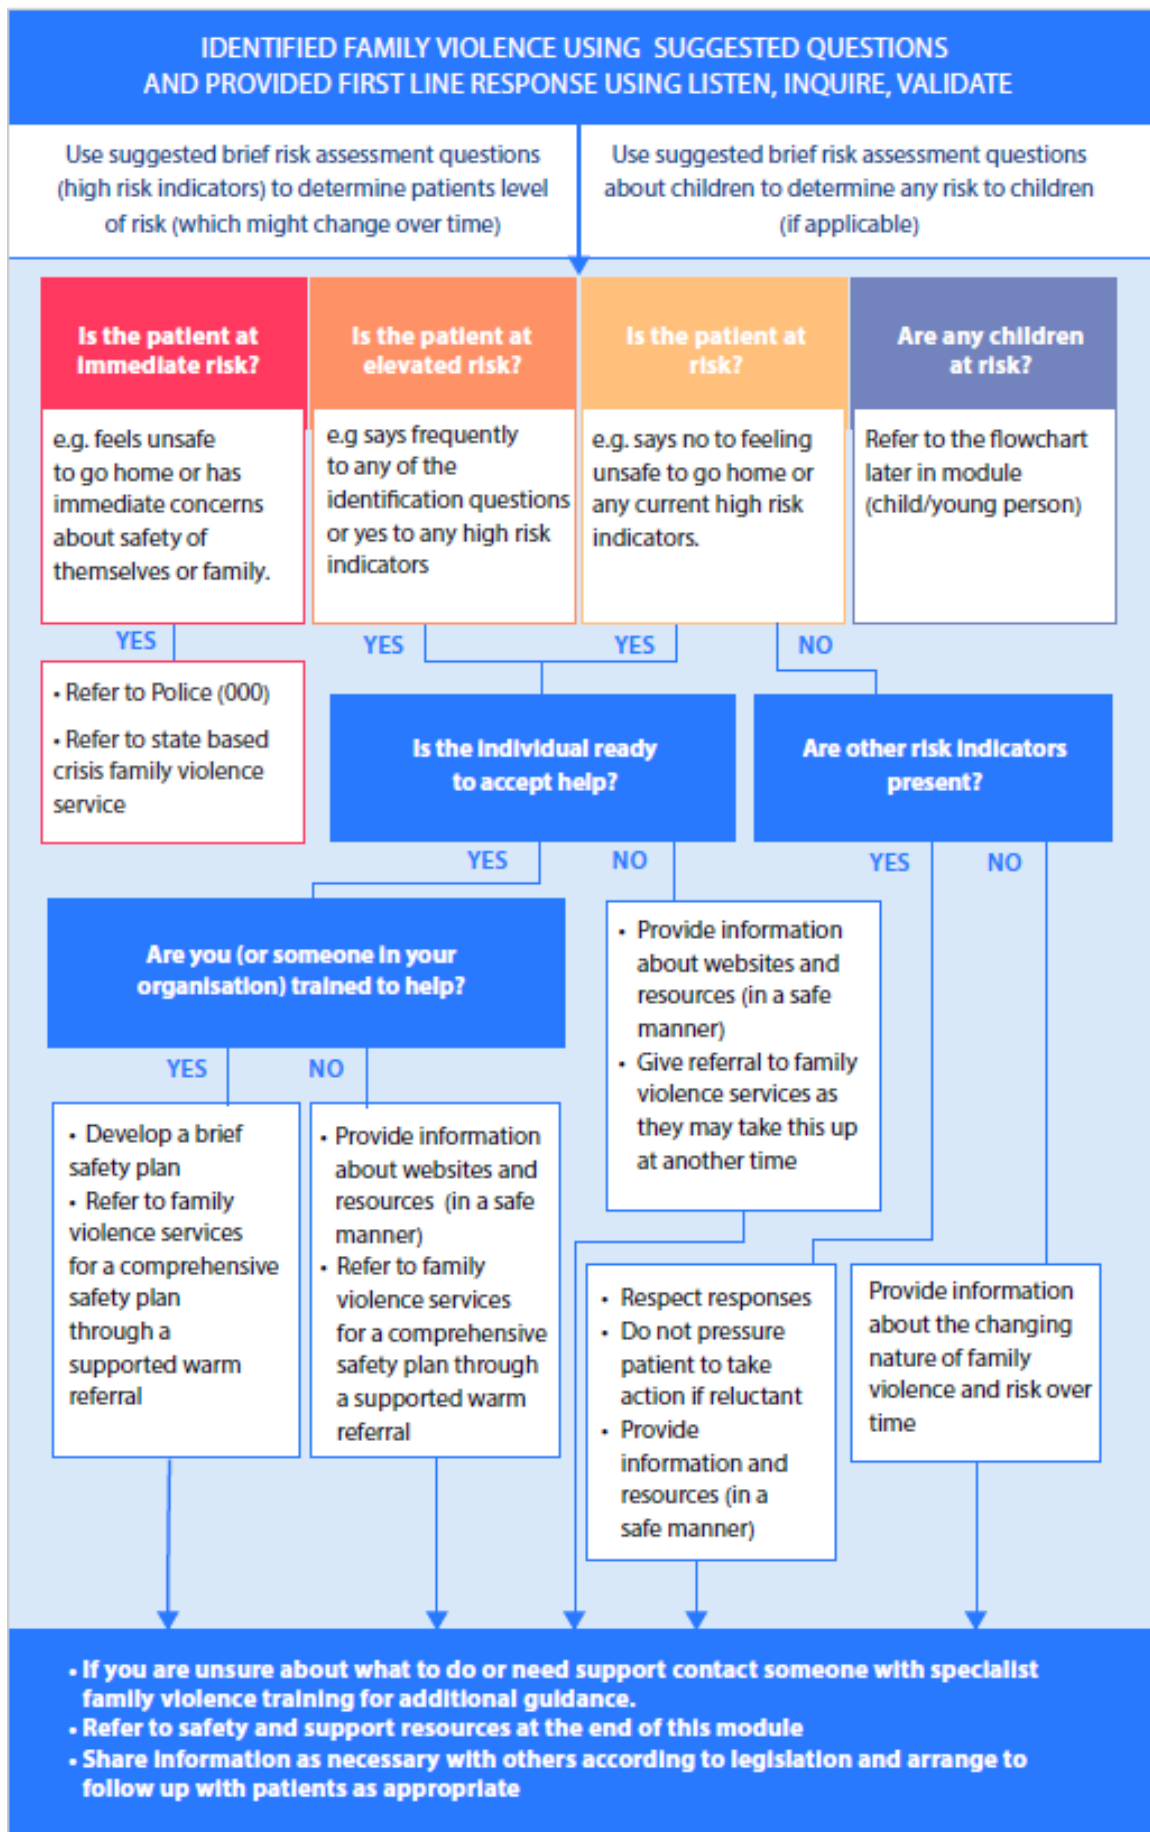 IDENTIFIED FAMILY VIOLENCE USING SUGGESTED QUESTIONS
AND PROVIDED FIRST LINE RESPONSE USING LISTEN, INQUIRE, VALIDATE
Use suggested brief risk assessment questions
(high risk indicators) to determine patients level
of risk (which might change over time)
Use suggested brief risk assessment questions
about children to determine any risk to children
(if applicable)
Is the patient at
immediate risk?
e.g. feels unsafe
to go home or has
immediate concerns
about safety of
themselves or family.
Is the patient at
elevated risk?
e.g says frequently
to any of the
identification questions
or yes to any high risk
indicators
Is the patient at
risk?
e.g. says no to feeling
unsafe to go home or
any current high risk
indicators.
Are any children
at risk?
Refer to the flowchart
later in module
(child/young person)
YES
YES
YES
NO
• Refer to Police (000)
• Refer to state based
crisis family violence
service
Is the individual ready
to accept help?
Are other risk indicators
present?
YES
NO
YES
NO
Are you (or someone in your
organisation) trained to help?
• Provide information
about websites and
resources (in a safe
manner)
• Give referral to family
violence services as
they may take this up
at another time
YES
NO
• Develop a brief
safety plan
• Refer to family
violence services
for a comprehensive
safety plan
through a
supported warm
referral
• Provide information
about websites and
resources (in a safe
manner)
• Refer to family
violence services
for a comprehensive
safety plan through
a supported warm
referral
• Respect responses
• Do not pressure
patient to take
action if reluctant
• Provide
information and
resources (in a
safe manner)
Provide information
about the changing
nature of family
violence and risk over
time
• If you are unsure about what to do or need support contact someone with specialist
family violence training for additional guidance.
• Refer to safety and support resources at the end of this module
• Share information as necessary with others according to legislation and arrange to
follow up with patients as appropriate